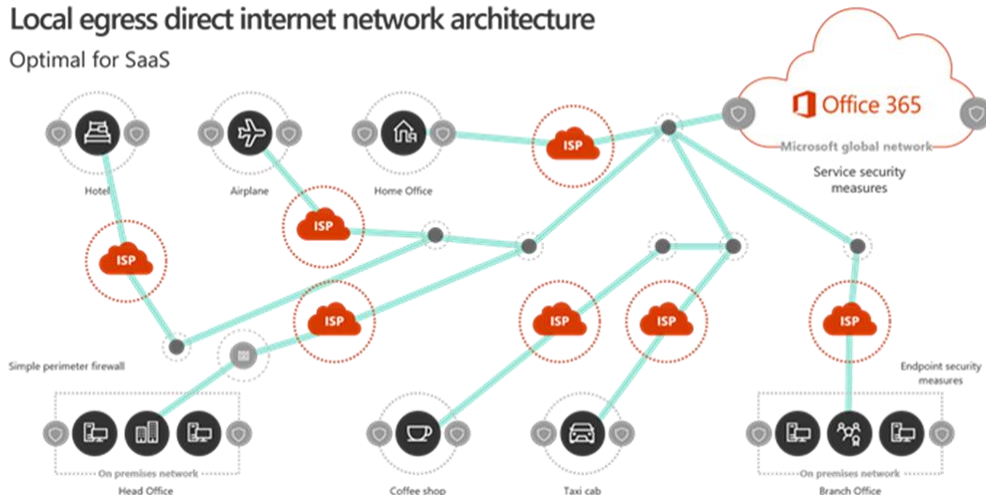 Local egress direct internet network architecture
Optimal for SaaS
Office 365
Microsoft global network
Service security
measures
Hotel
Airplane
Home Office
ISP
ISP
ISP
ISP
ISP
ISP
ISP
Simple perimeter firewall
Endpoint security
measures
On premises network
Head Office
Coffee shop
Taxi cab
On premises network
Branch Office